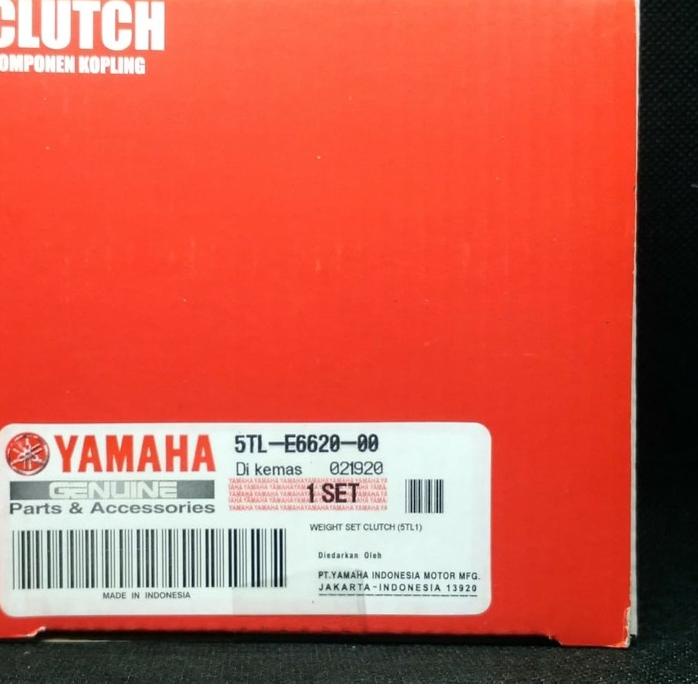 CLUTCH
OMPONEN KOPLING
YAMAHA
5TL-E6620-00
Di kemas 021920
GENUINE
1 SET
Parts & Accessories
WEIGHT SET CLUTCH (5TL1)
Diedarkan Oleh
PT.YAMAHA INDONESIA MOTOR MFG.
JAKARTA-INDONESIA 13920
MADE IN INDONESIA